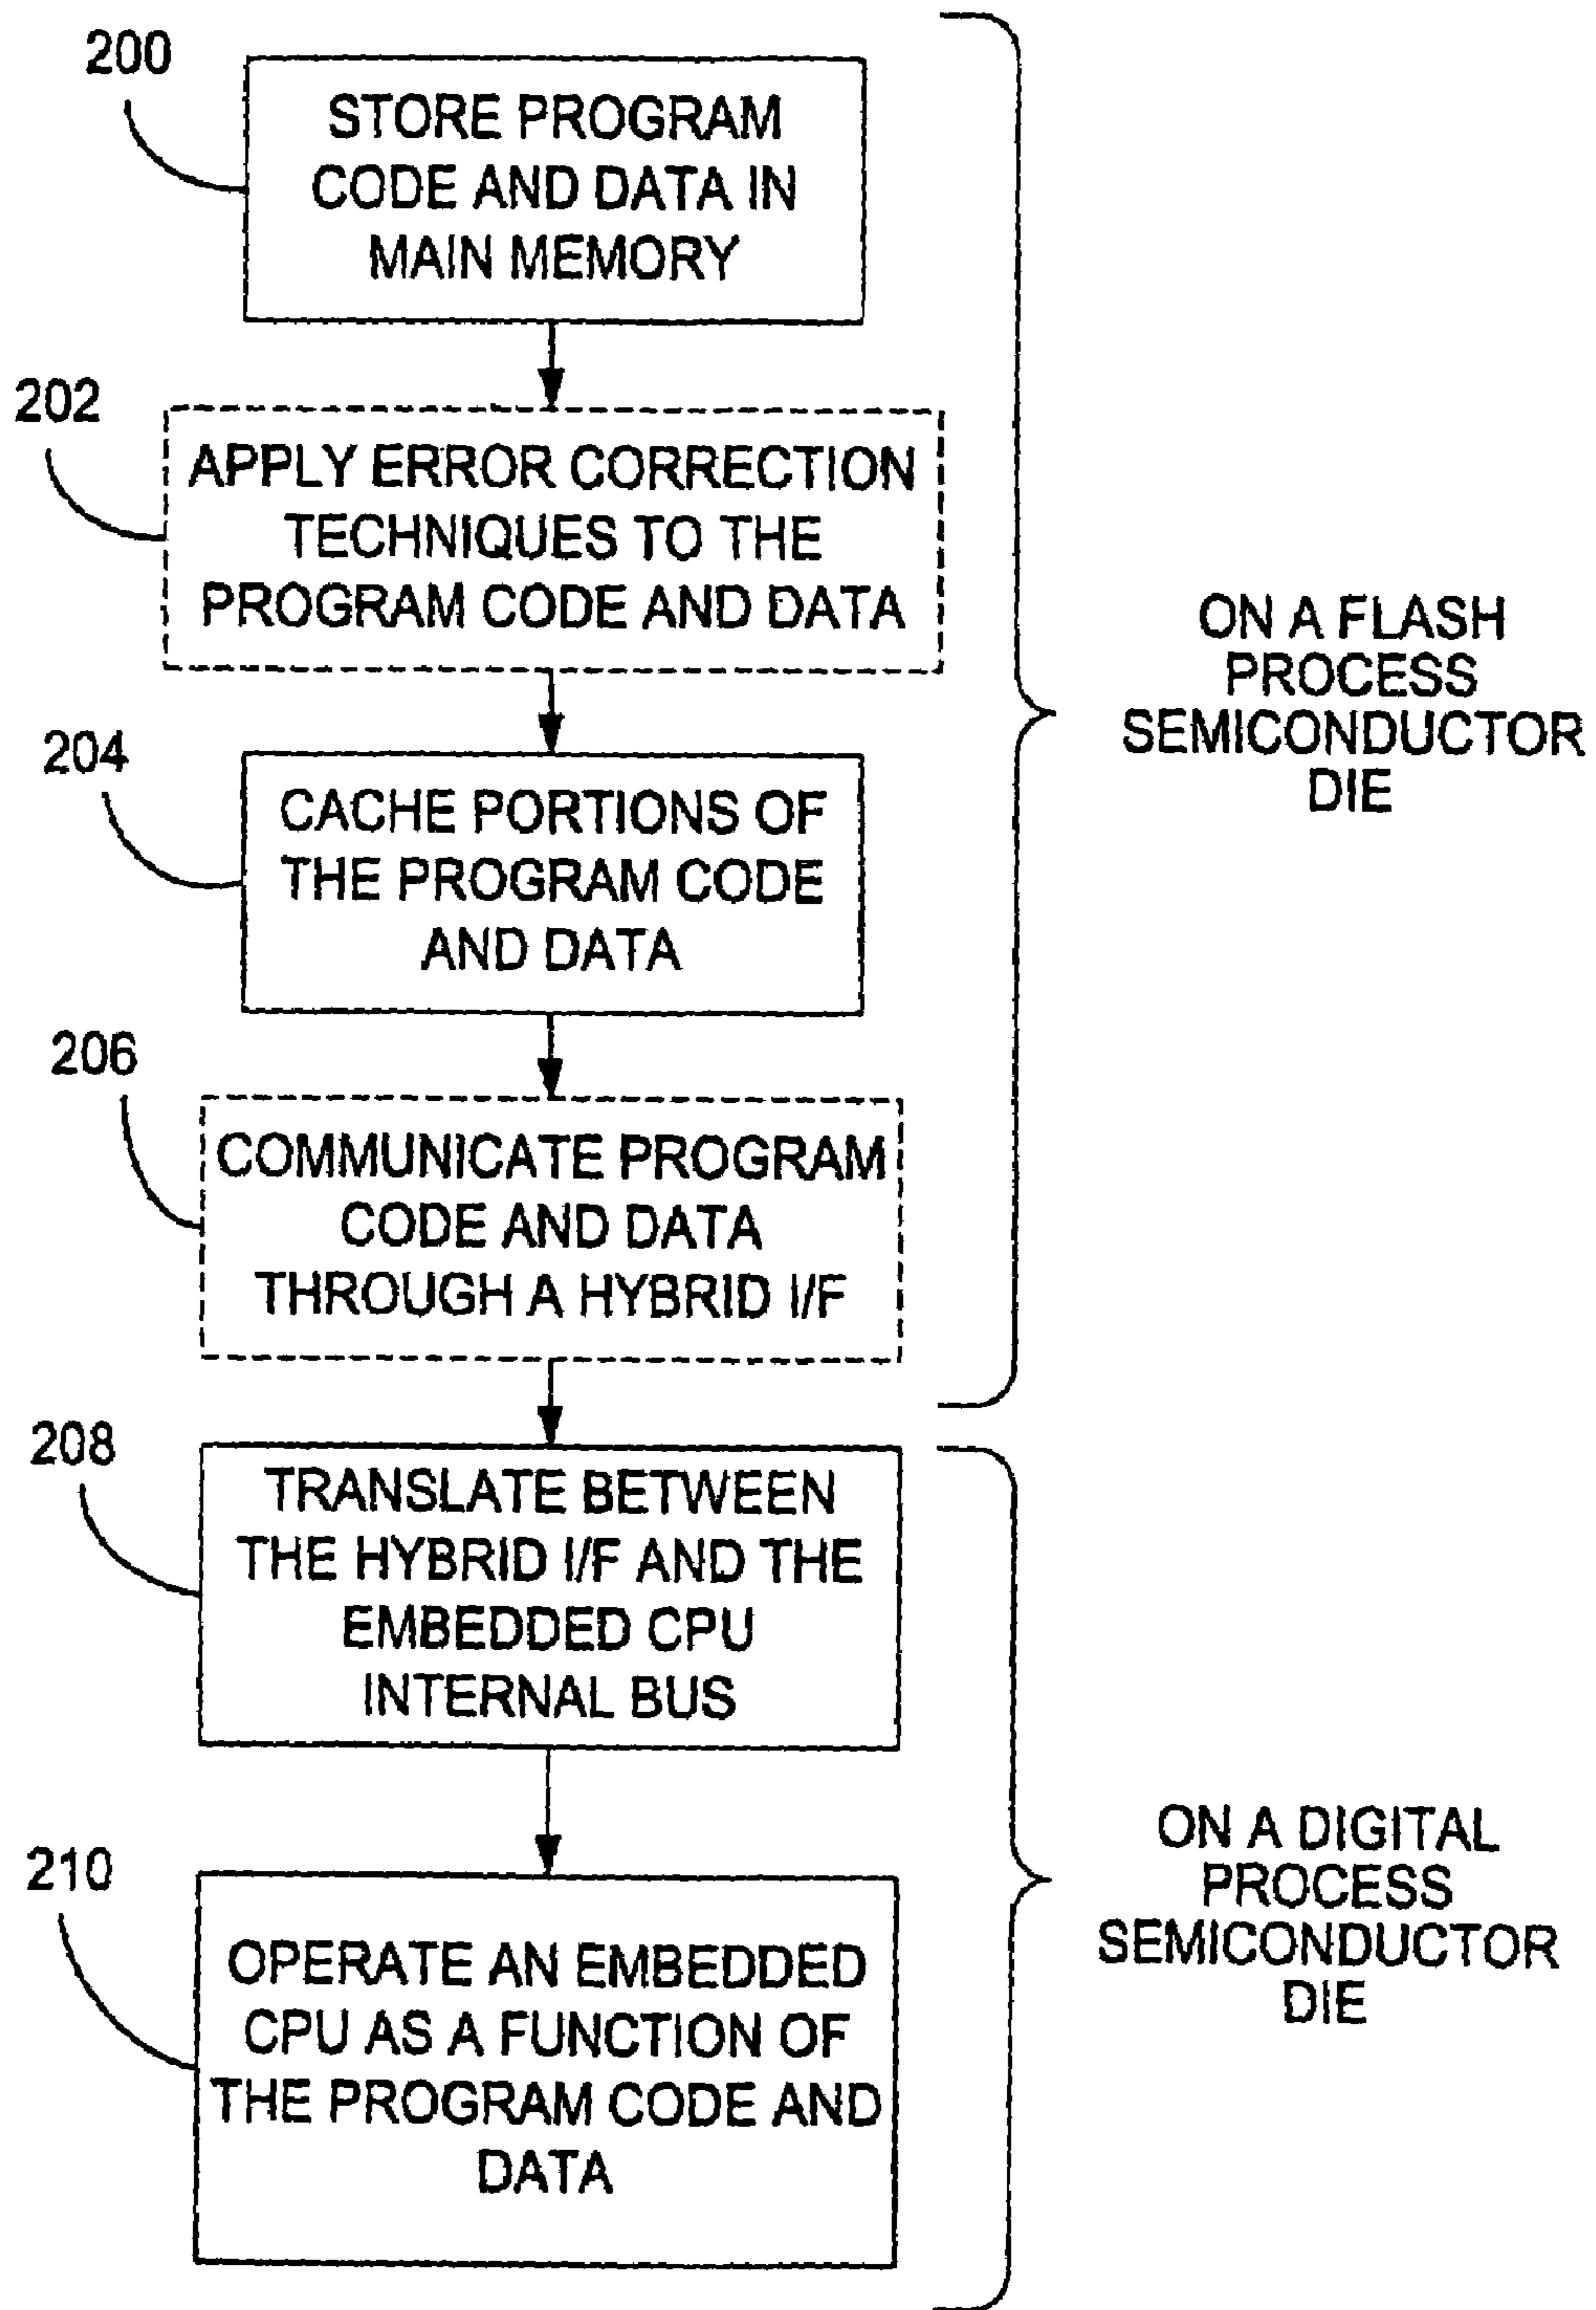 200
STORE PROGRAM
CODE AND DATA IN
MAIN MEMORY
202
APPLY ERROR CORRECTION
TECHNIQUES TO THE
PROGRAM CODE AND DATA
ON A FLASH
PROCESS
SEMICONDUCTOR
DIE
204
CACHE PORTIONS OF
THE PROGRAM CODE
AND DATA
206
COMMUNICATE PROGRAM
CODE AND DATA
THROUGH A HYBRID I/F
208
TRANSLATE BETWEEN
THE HYBRID I/F AND THE
EMBEDDED CPU
INTERNAL BUS
ON A DIGITAL
PROCESS
SEMICONDUCTOR
DIE
210
OPERATE AN EMBEDDED
CPU AS A FUNCTION OF
THE PROGRAM CODE AND
DATA